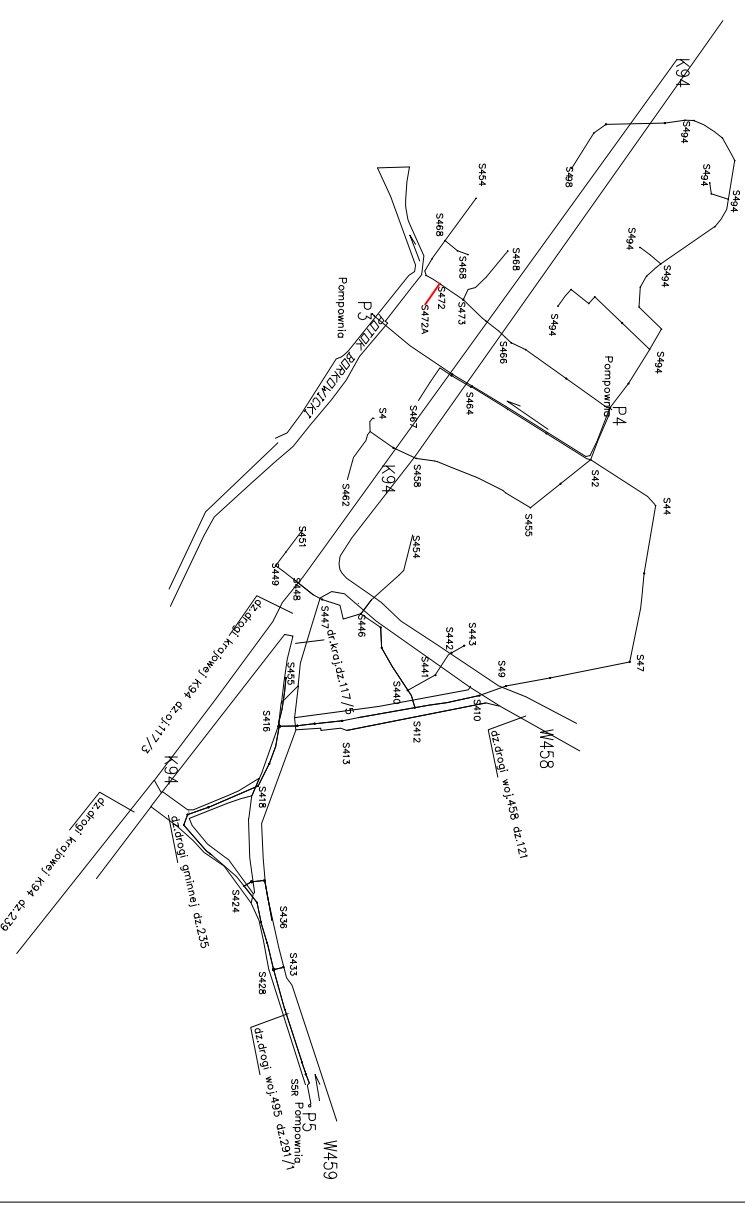 K94
S494
S494
S494
S498
S454
S468
S468
S468
S494
S494
S472
S473
S472A
S494
S466
S494
Pompownia
P3
POTOK BORKOWICKI
Pompownia
P4
S464
S467
S4
S458
K94
S42
S462
S455
S44
S451
S454
S449
S448
S447
S446
S443
S442
S47
S49
S441
S440
dr.kraj.dz.117/5
dz.drogi krajowej K94 dz.oj.117/3
S455
S410
S416
S412
S413
W458
dz.drogi woj.458 dz.121
K94
S418
dz.drogi krajowej K94 dz.239
dz.drogi gminnej dz.235
S424
S436
S433
S428
dz.drogi woj.495 dz.291/1
S5R Pompownia
P5
W459